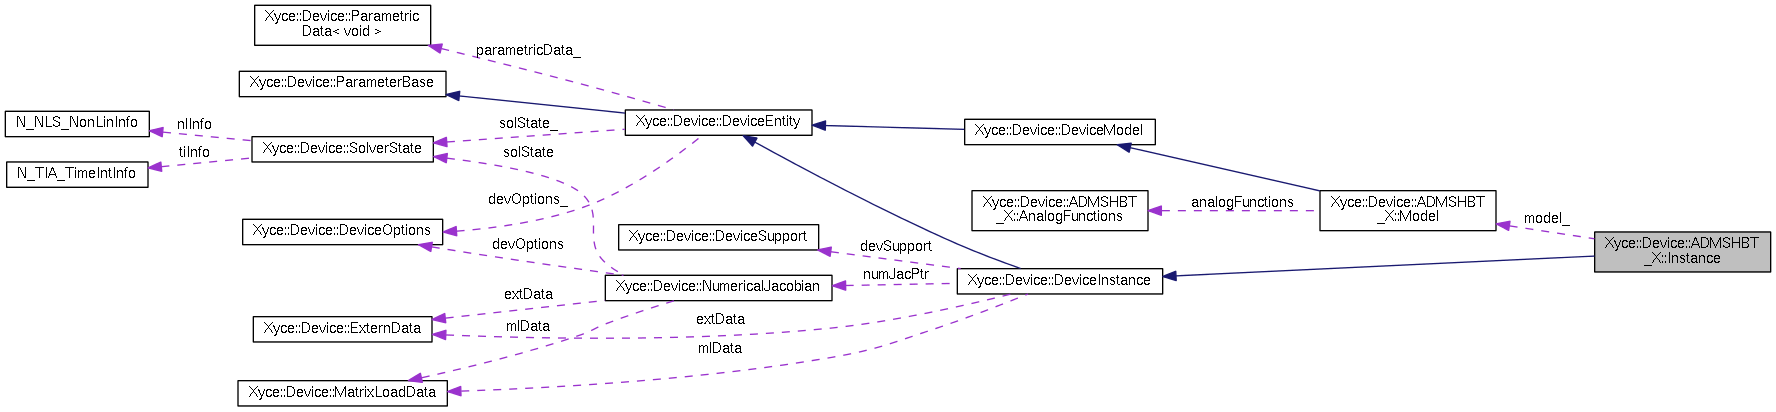 Xyce::Device::Parametric
Data< void >
parametricData_
Xyce::Device::ParameterBase
N_NLS_NonLinInfo
nlInfo
Xyce::Device::SolverState
solState_
Xyce::Device::DeviceEntity
Xyce::Device::DeviceModel
tiInfo
solState
N_TIA_TimeIntInfo
devOptions_
Xyce::Device::ADMSHBT
_X::AnalogFunctions
analogFunctions
Xyce::Device::ADMSHBT
_X::Model
model_
Xyce::Device::DeviceOptions
devOptions
Xyce::Device::DeviceSupport
devSupport
Xyce::Device::ADMSHBT
_X::Instance
numJacPtr
Xyce::Device::NumericalJacobian
Xyce::Device::DeviceInstance
extData
Xyce::Device::ExternData
mlData
extData
mlData
Xyce::Device::MatrixLoadData